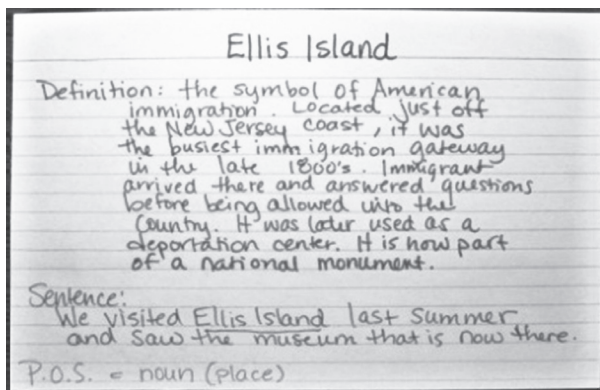 Ellis Island
Definition: the symbol of American
immigration. Located just off
the New Jersey coast, it was
the busiest immigration gateway
in the late 1800's. Immigrant
arrived there and answered questions
before being allowed into the
Country. It was later used as a
deportation center. It is now part
of a national monument.
Sentence:
We visited Ellis Island last summer
and saw the museum that is now there.
P.O.S. = noun (place)